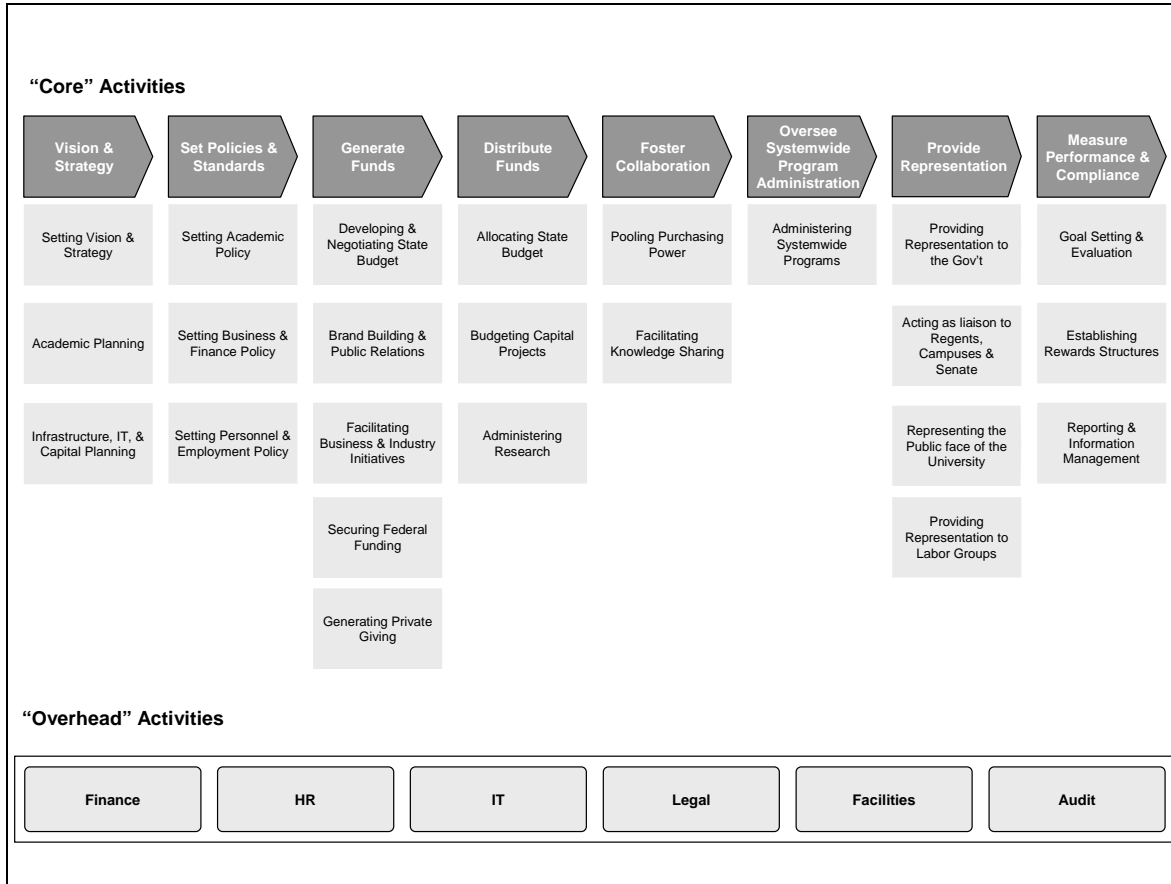 “Core” Activities
Vision &
Strategy
Set Policies &
Standards
Generate
Funds
Distribute
Funds
Foster
Collaboration
Oversee
Systemwide
Program
Administration
Provide
Representation
Measure
Performance &
Compliance
Setting Vision &
Strategy
Academic Planning
Infrastructure, IT, &
Capital Planning
Setting Academic
Policy
Setting Business &
Finance Policy
Setting Personnel &
Employment Policy
Developing &
Negotiating State
Budget
Brand Building &
Public Relations
Facilitating
Business & Industry
Initiatives
Securing Federal
Funding
Generating Private
Giving
Allocating State
Budget
Budgeting Capital
Projects
Administering
Research
Pooling Purchasing
Power
Facilitating
Knowledge Sharing
Administering
Systemwide
Programs
Providing
Representation to
the Gov’t
Acting as liaison to
Regents,
Campuses &
Senate
Representing the
Public face of the
University
Providing
Representation to
Labor Groups
Goal Setting &
Evaluation
Establishing
Rewards Structures
Reporting &
Information
Management
“Overhead” Activities
Finance
HR
IT
Legal
Facilities
Audit